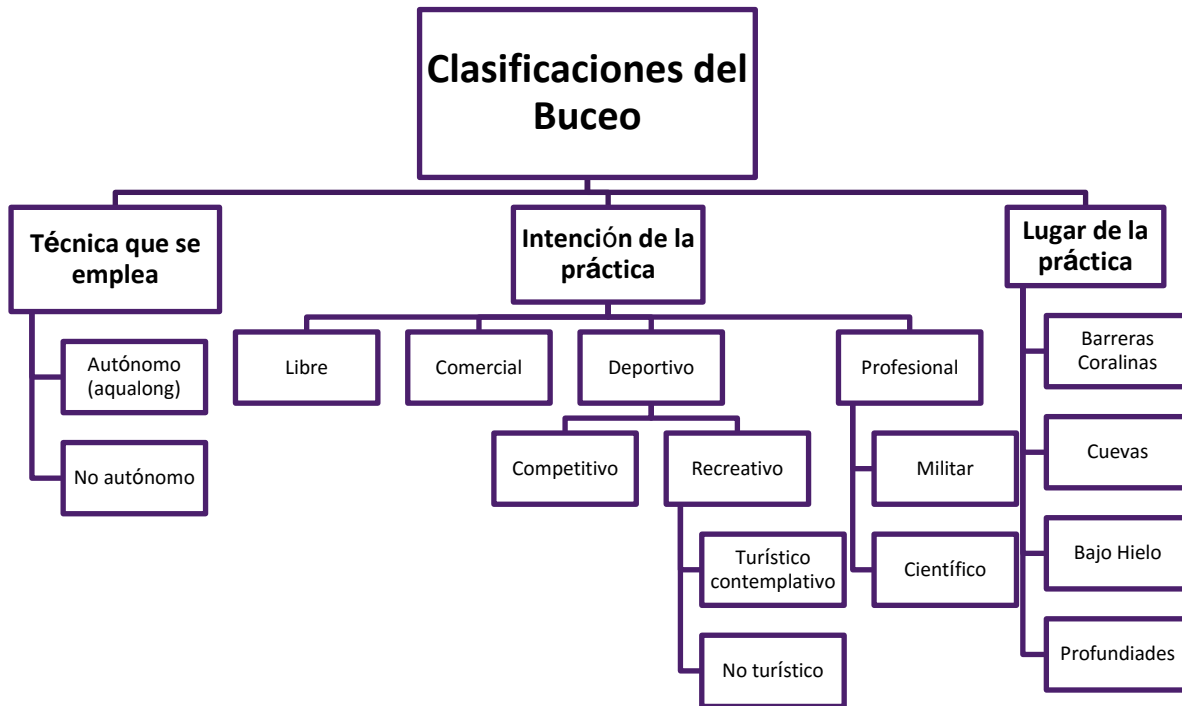 Clasificaciones del
Buceo
Técnica que se
emplea
Intención de la
práctica
Lugar de la
práctica
Autónomo
(aqualong)
No autónomo
Libre
Comercial
Deportivo
Profesional
Competitivo
Recreativo
Turístico
contemplativo
No turístico
Militar
Científico
Barreras
Coralinas
Cuevas
Bajo Hielo
Profundiades